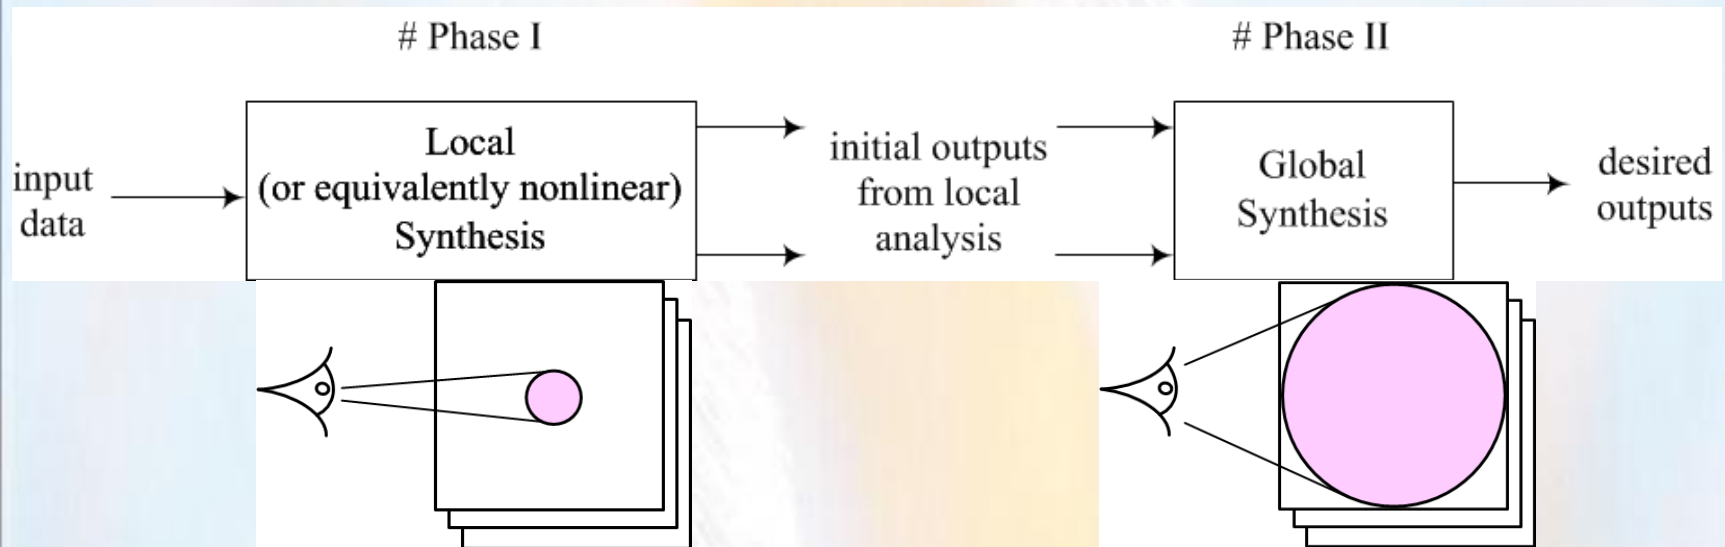 # Phase I
# Phase II
input
data
Local
(or equivalently nonlinear)
Synthesis
initial outputs
from local
analysis
Global
Synthesis
desired
outputs